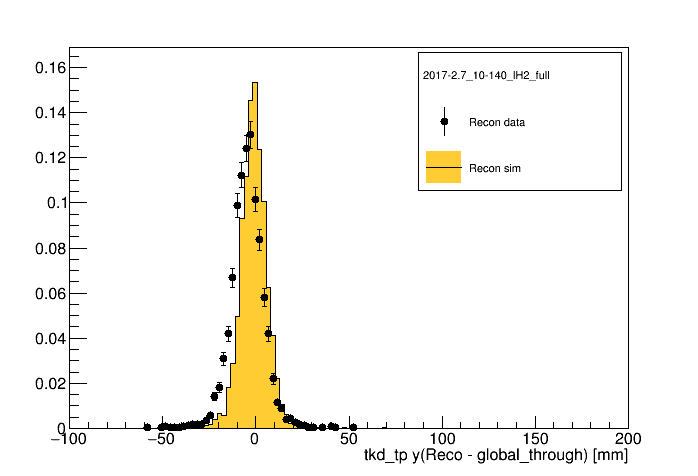 0.16
0.14
0.12
0.1
0.08
0.06
0.04
0.02
0
−100 −50 0 50 100 150 200
tkd_tp y(Reco - global_through) [mm]
2017-2.7_10-140_lH2_full
Recon data
Recon sim